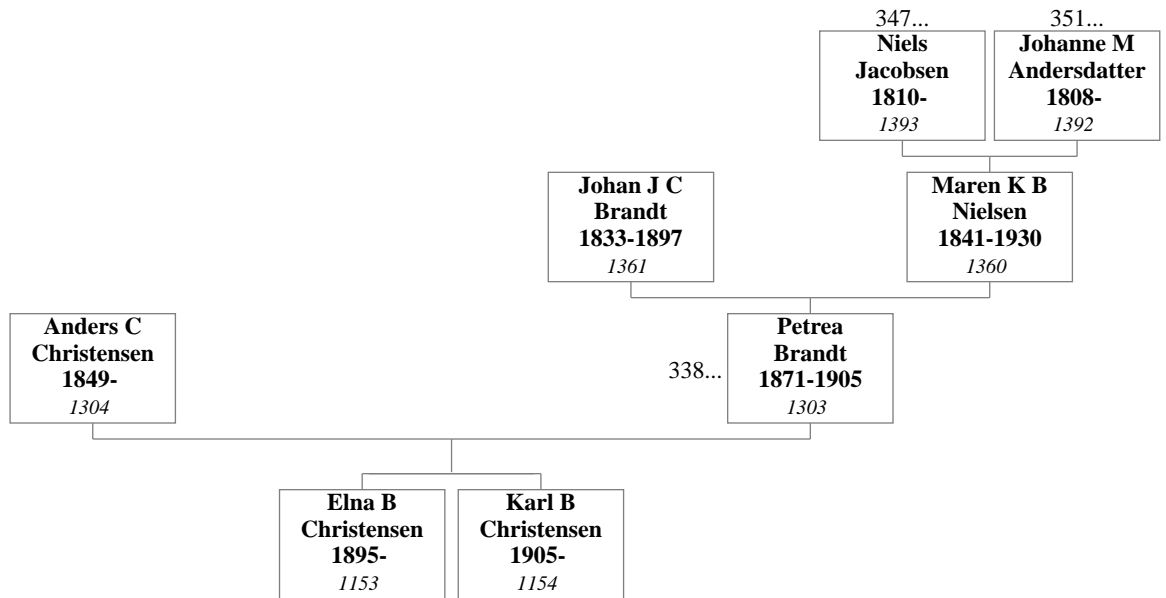 347...
351...
Niels
Jacobsen
1810-
1393
Johanne M
Andersdatter
1808-
1392
Johan J C
Brandt
1833-1897
1361
Maren K B
Nielsen
1841-1930
1360
Anders C
Christensen
1849-
1304
338...
Petrea
Brandt
1871-1905
1303
Elna B
Christensen
1895-
1153
Karl B
Christensen
1905-
1154